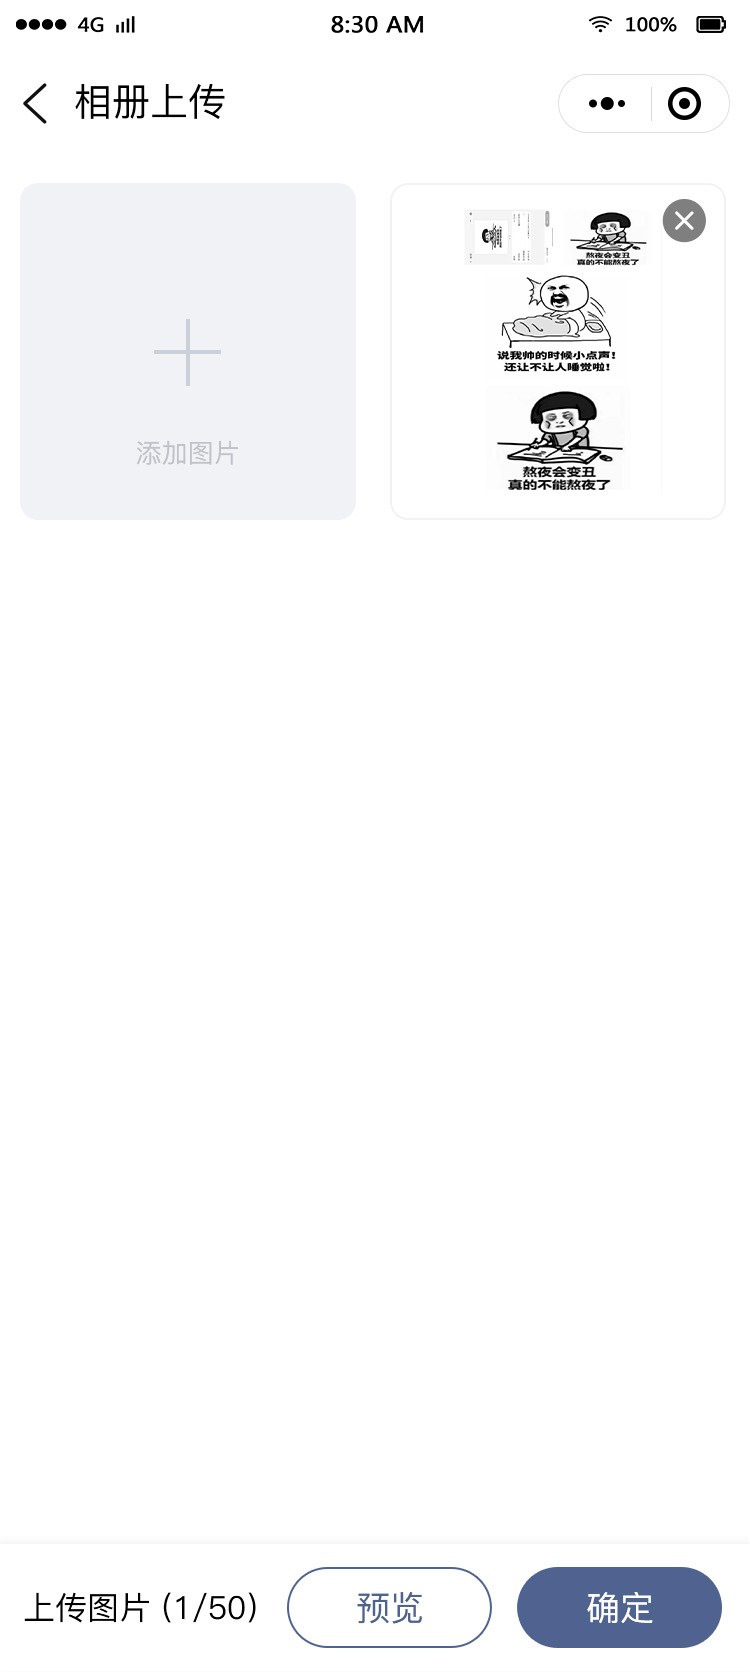 4G
8:30 AM
100%
相册上传
添加图片
熬夜会变丑
真的不能熬夜了
说我帅的时候小点声!
还让不让人睡觉啦!
熬夜会变丑
真的不能熬夜了
上传图片 (1/50)
预览
确定